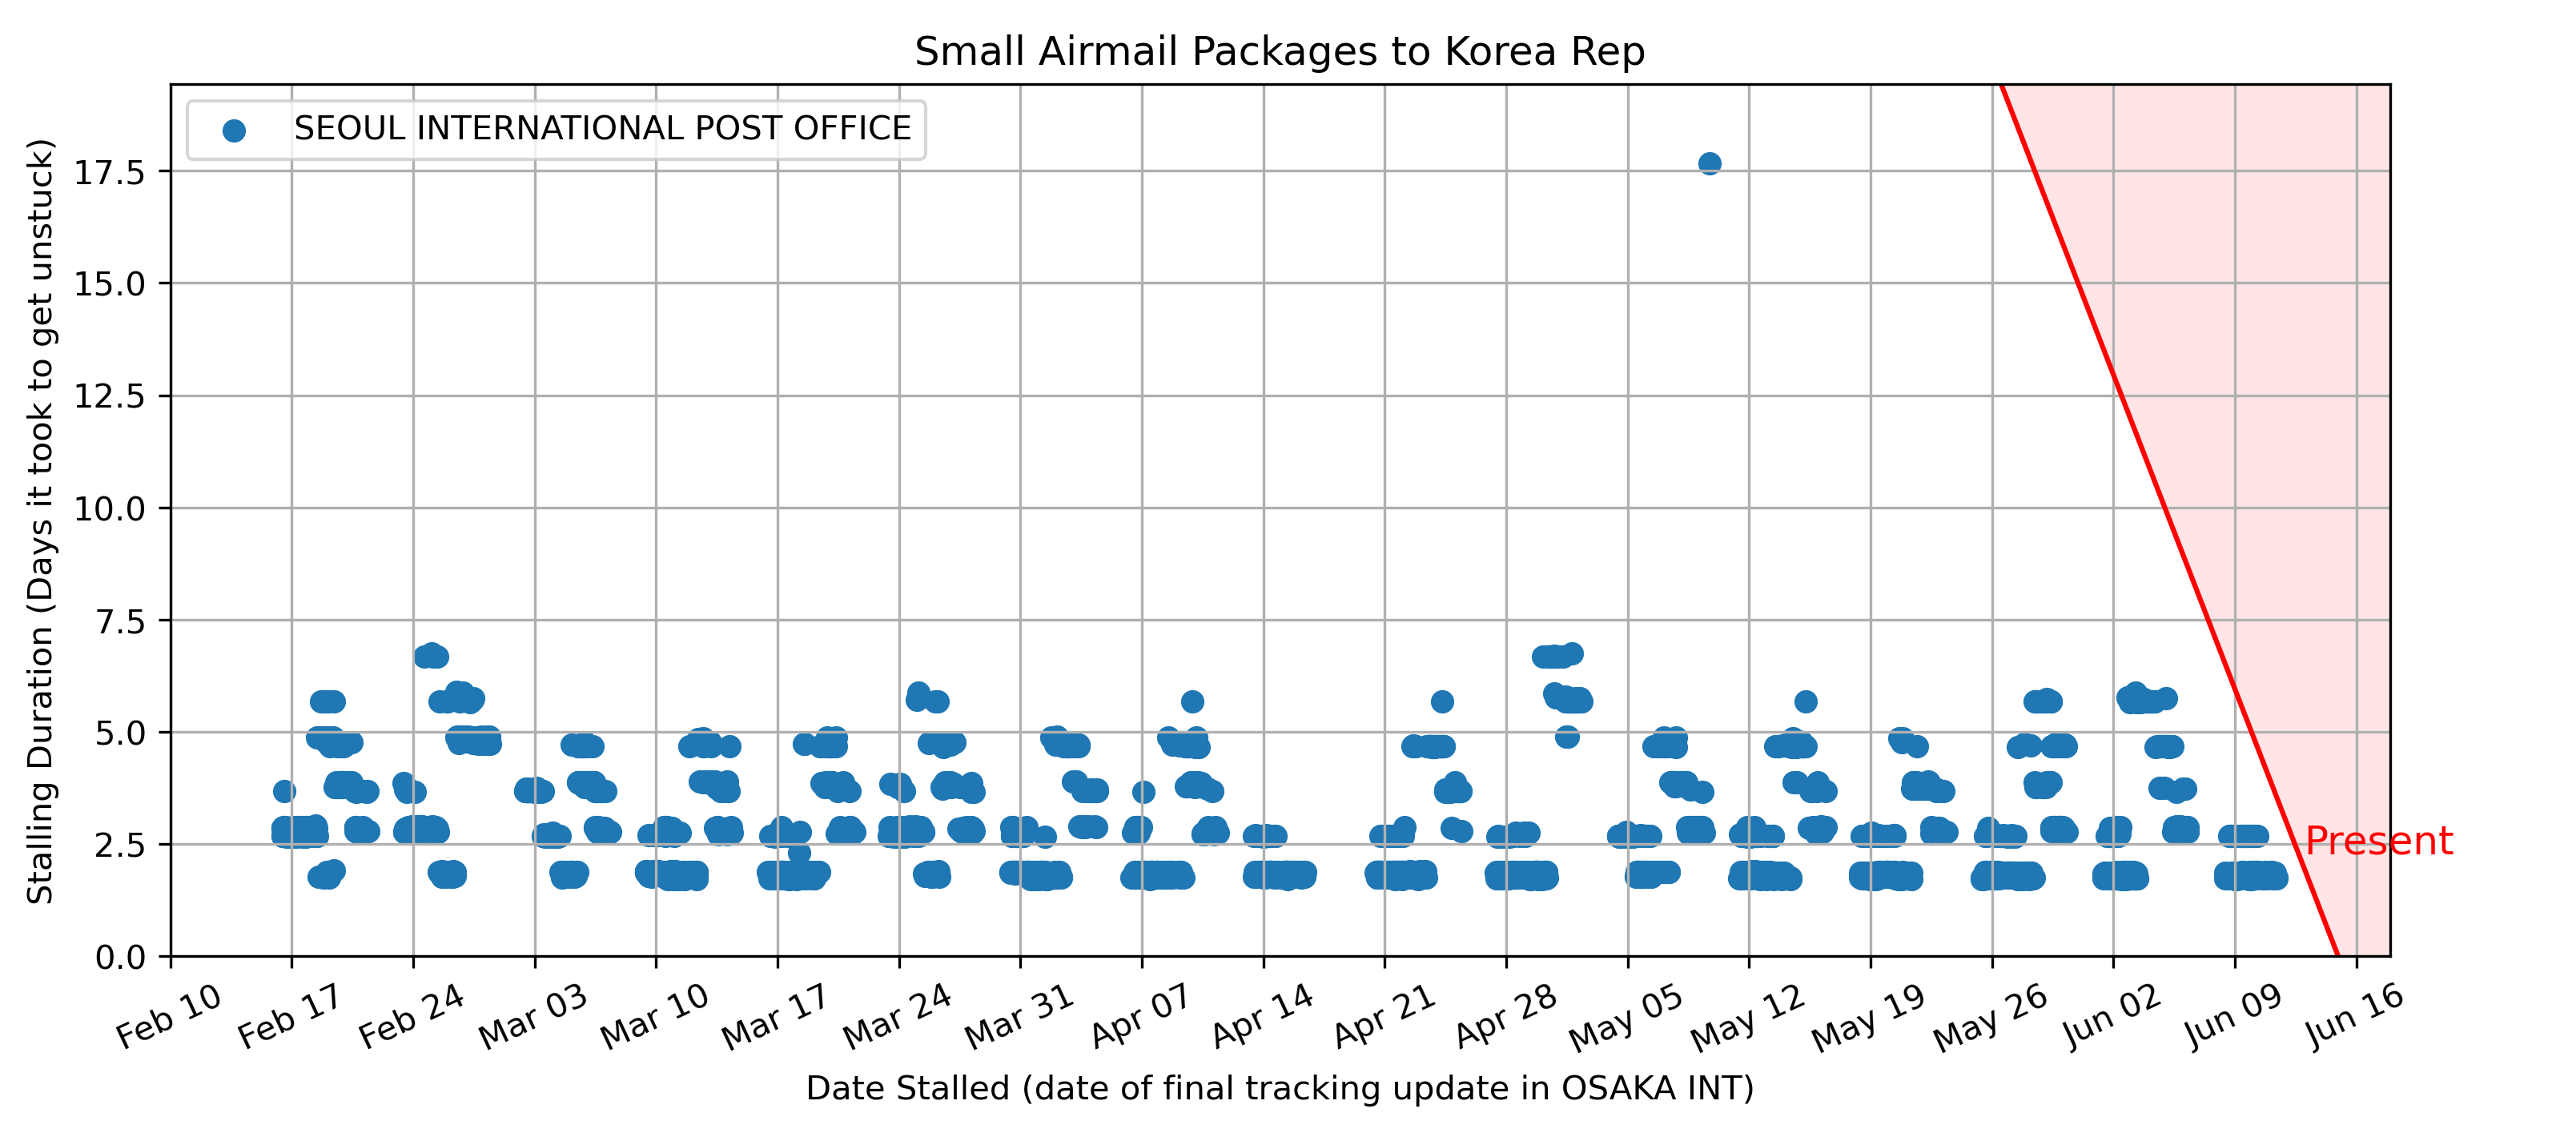 Small Airmail Packages to Korea Rep
SEOUL INTERNATIONAL POST OFFICE
Stalling Duration (Days it took to get unstuck)
17.5
15.0
12.5
10.0
7.5
5.0
2.5
0.0
Present
Feb 10
Feb 17
Feb 24
Mar 03
Mar 10
Mar 17
Mar 24
Mar 31
Apr 07
Apr 14
Apr 21
Apr 28
May 05
May 12
May 19
May 26
Jun 02
Jun 09
Jun 16
Date Stalled (date of final tracking update in OSAKA INT)